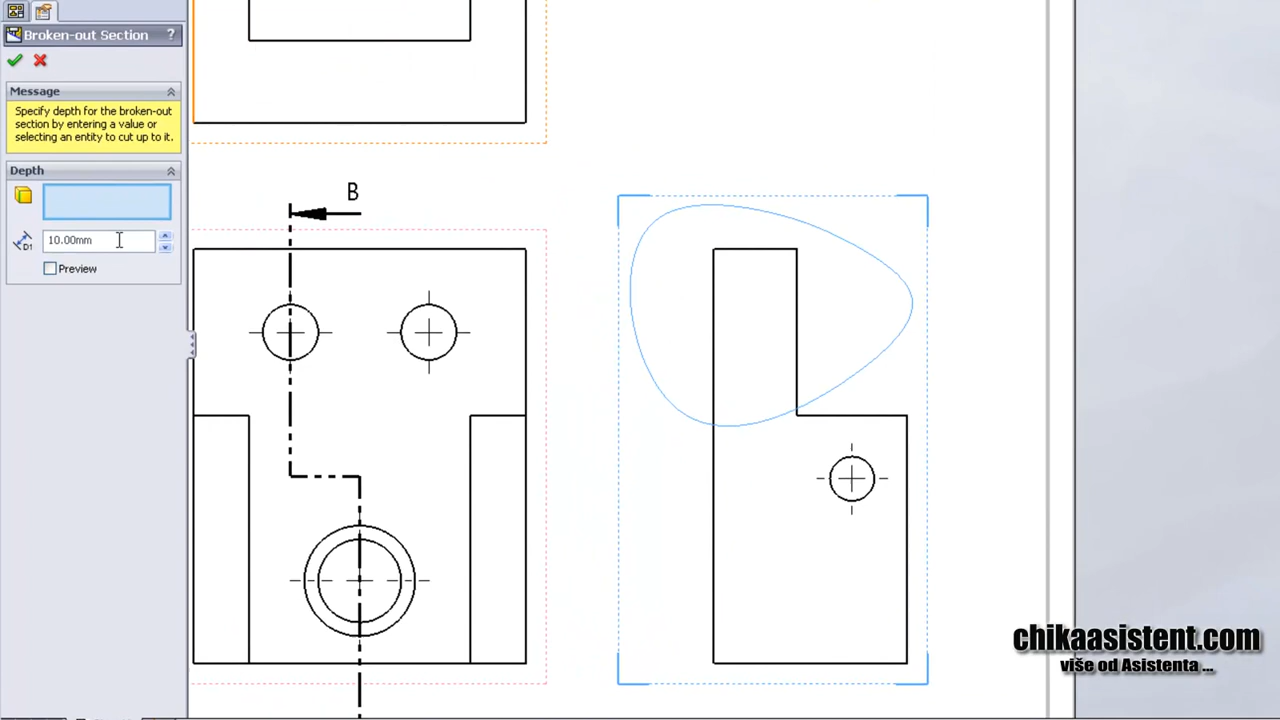 Broken-out Section ?
Message
Specify depth for the broken-out
section by entering a value or
selecting an entity to cut up to it.
Depth
D1
10.00mm
Preview
B
chikaasistent.com
više od Asistenta ...